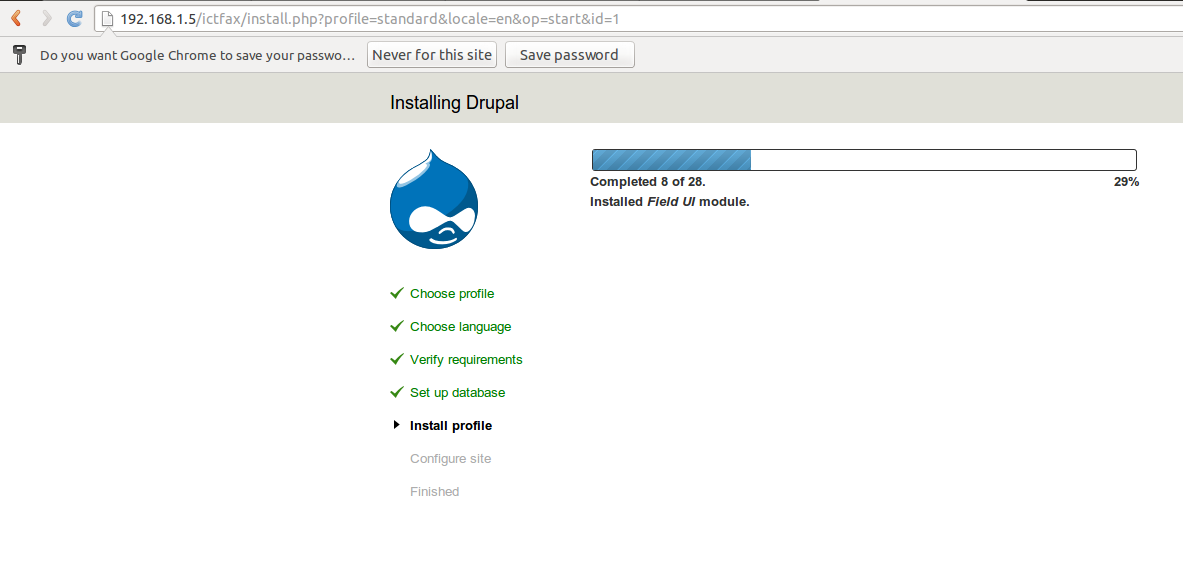 192.168.1.5/ictfax/install.php?profile=standard&locale=en&op=start&id=1
Do you want Google Chrome to save your passwo... Never for this site Save password
Installing Drupal
Completed 8 of 28. 29%
Installed Field UI module.
Choose profile
Choose language
Verify requirements
Set up database
Install profile
Configure site
Finished